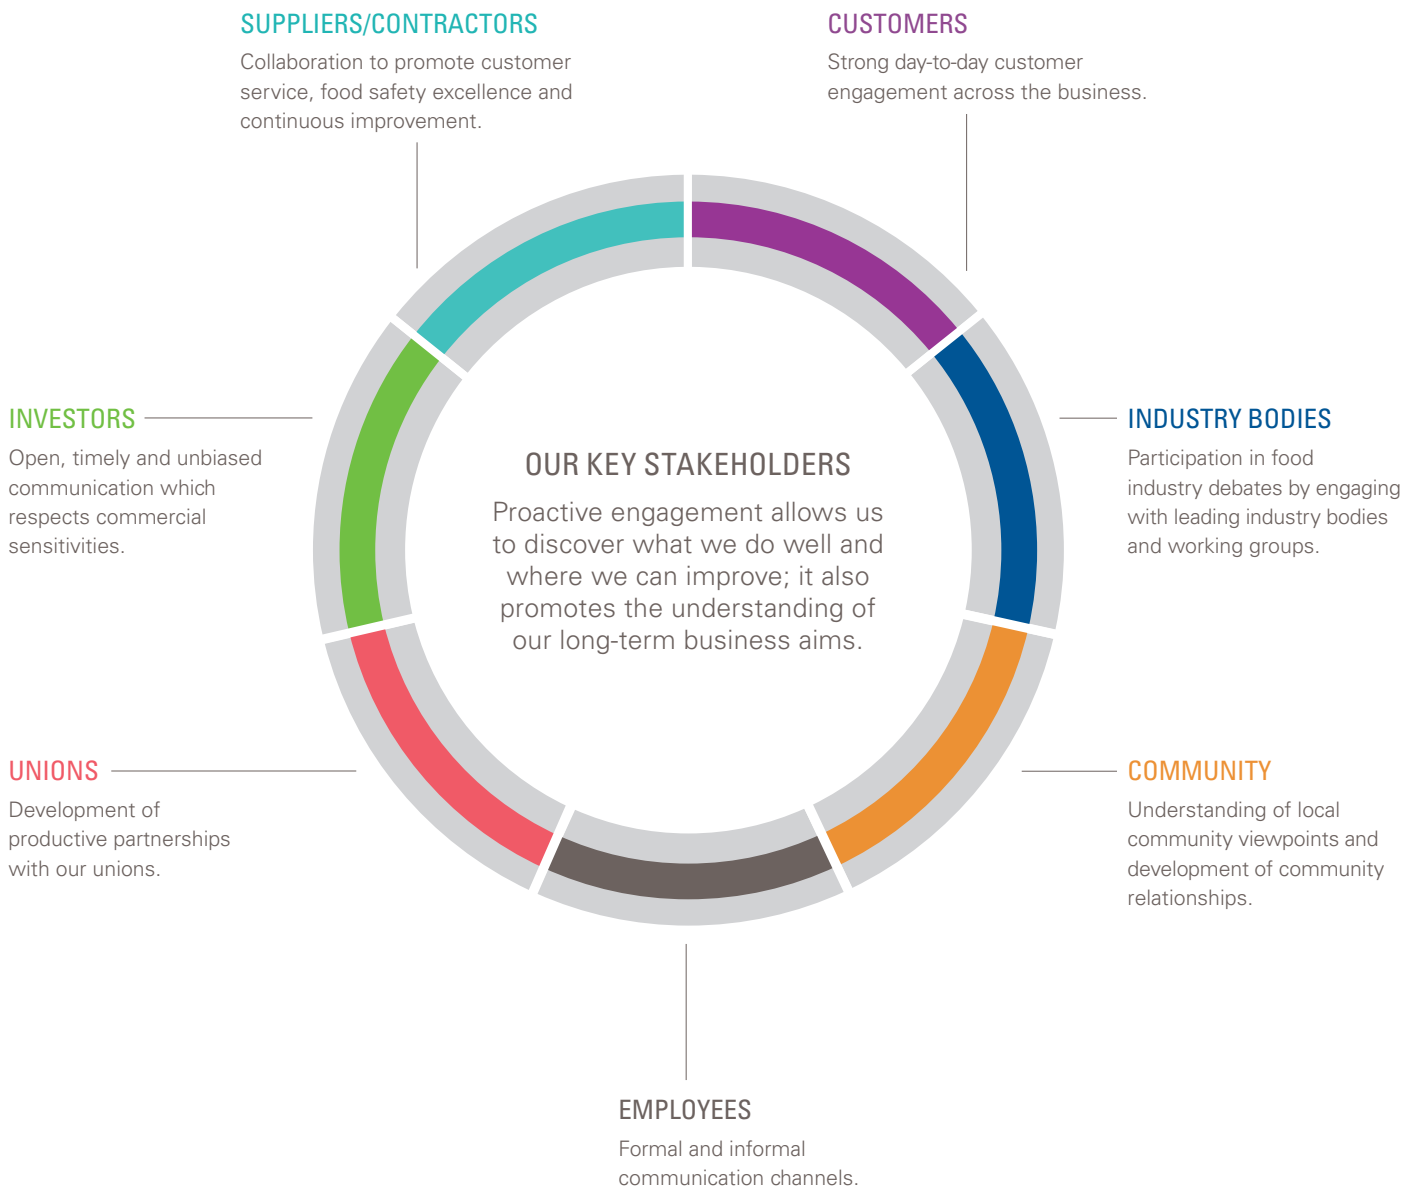 SUPPLIERS/CONTRACTORS
Collaboration to promote customer
service, food safety excellence and
continuous improvement.
CUSTOMERS
Strong day-to-day customer
engagement across the business.
INVESTORS
Open, timely and unbiased
communication which
respects commercial
sensitivities.
OUR KEY STAKEHOLDERS
Proactive engagement allows us
to discover what we do well and
where we can improve; it also
promotes the understanding of
our long-term business aims.
INDUSTRY BODIES
Participation in food
industry debates by engaging
with leading industry bodies
and working groups.
UNIONS
Development of
productive partnerships
with our unions.
COMMUNITY
Understanding of local
community viewpoints and
development of community
relationships.
EMPLOYEES
Formal and informal
communication channels.